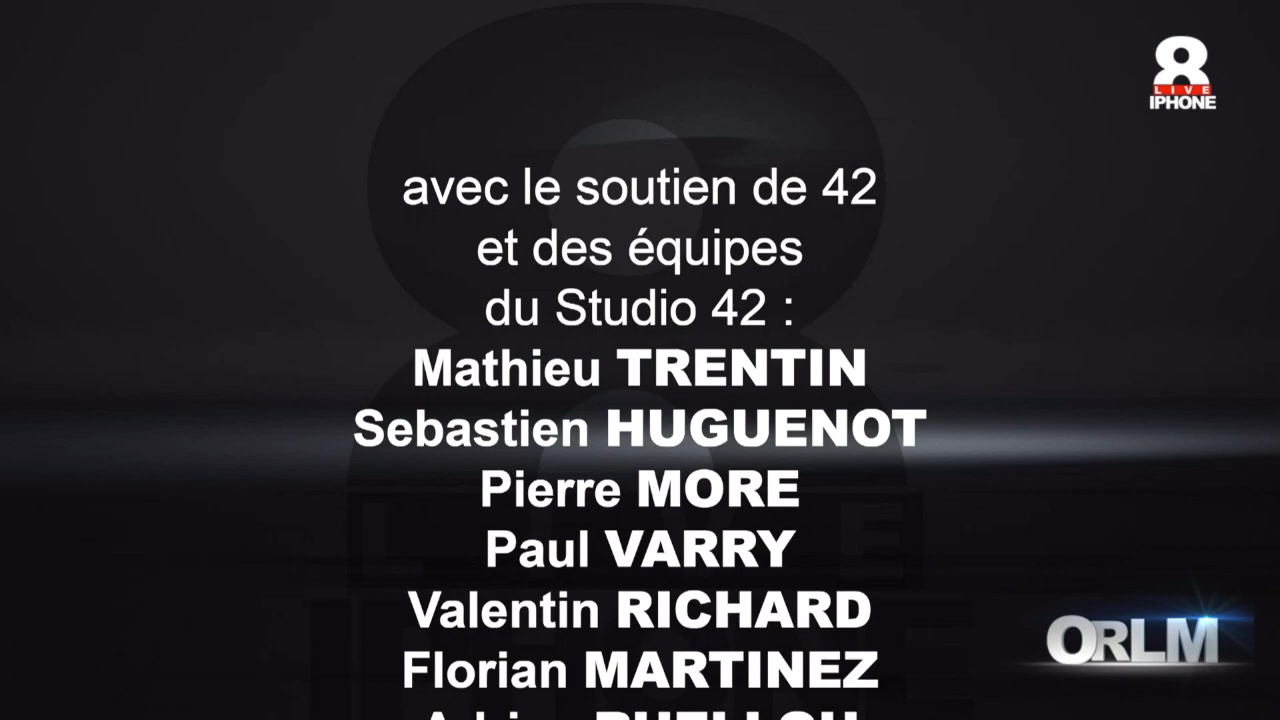 8
LIVE
IPHONE
avec le soutien de 42
et des équipes
du Studio 42 :
Mathieu TRENTIN
Sebastien HUGUENOT
Pierre MORE
Paul VARRY
Valentin RICHARD
Florian MARTINEZ
ORLM